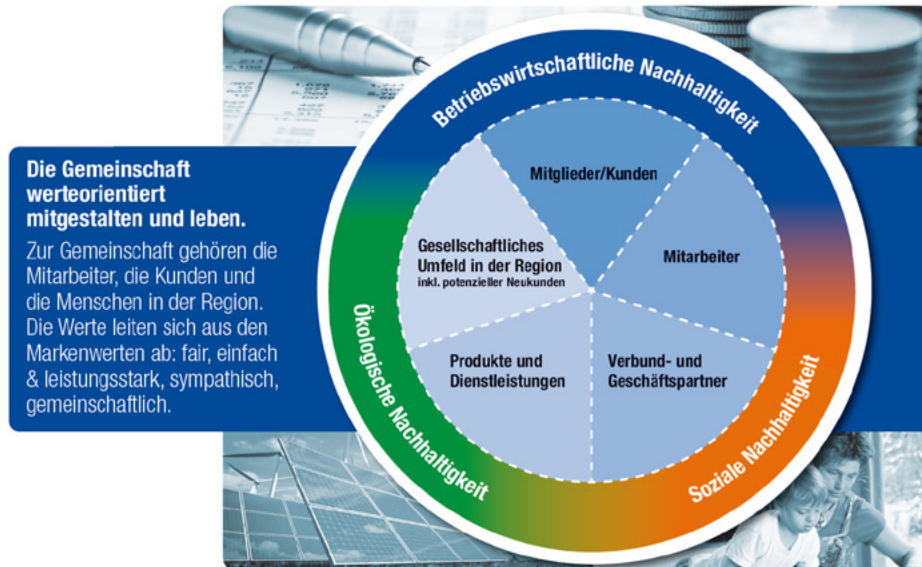 Die Gemeinschaft
werteorientiert
mitgestalten und leben.
Zur Gemeinschaft gehören die
Mitarbeiter, die Kunden und
die Menschen in der Region.
Die Werte leiten sich aus den
Markenwerten ab: fair, einfach
& leistungsstark, sympathisch,
gemeinschaftlich.
Betriebswirtschaftliche Nachhaltigkeit
Mitglieder/Kunden
Gesellschaftliches
Umfeld in der Region
inkl. potenzieller Neukunden
Mitarbeiter
Produkte und
Dienstleistungen
Verbund- und
Geschäftspartner
Ökologische Nachhaltigkeit
Soziale Nachhaltigkeit